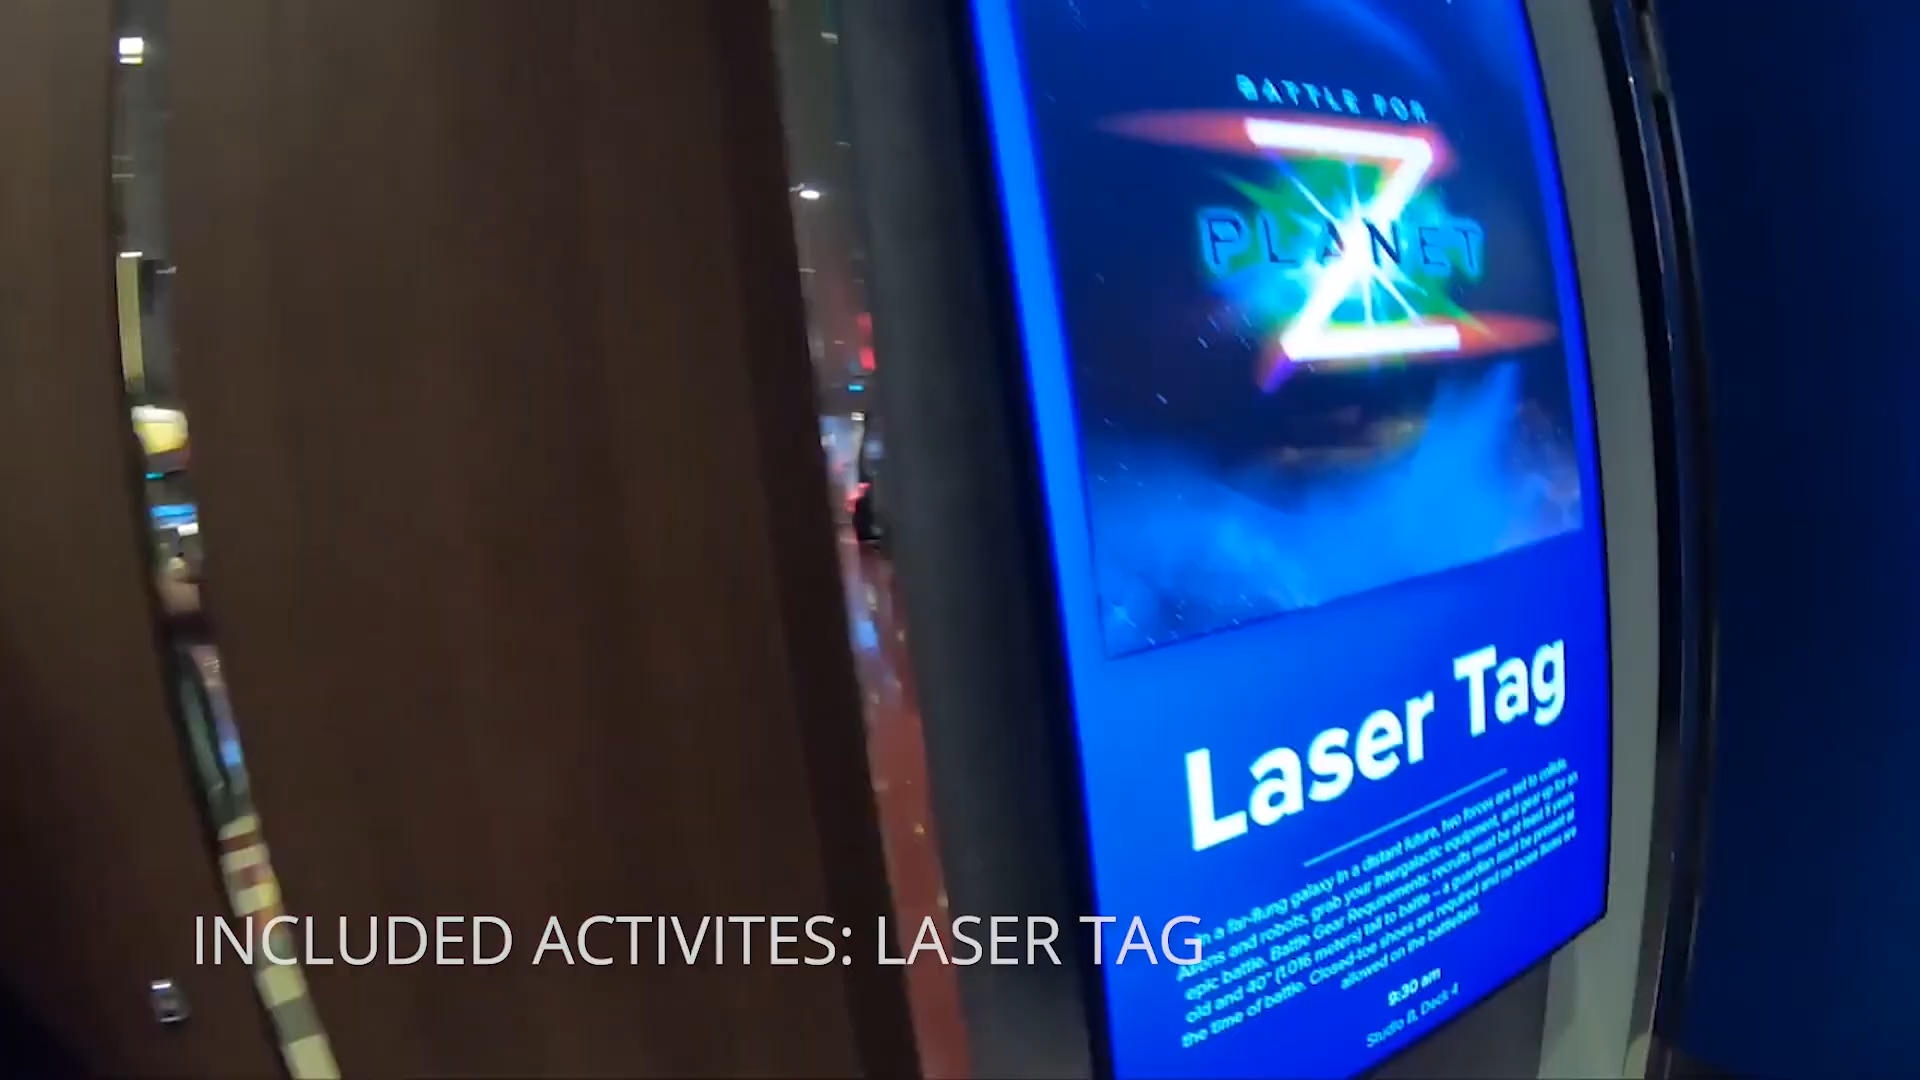 BATTLE FOR
Z
PLANET
Laser Tag
In a far-flung galaxy in a distant future, two forces are set to collide.
Aliens and robots, grab your intergalactic equipment, and gear up for an
epic battle. Battle Gear Requirements: recruits must be at least 5 years
old and 40" (1.016 meters) tall to battle – a guardian must be present at
the time of battle. Closed-toe shoes are required and no loose items are
allowed on the battlefield.
9:30 am
Studio B, Deck 4
INCLUDED ACTIVITES: LASER TAG